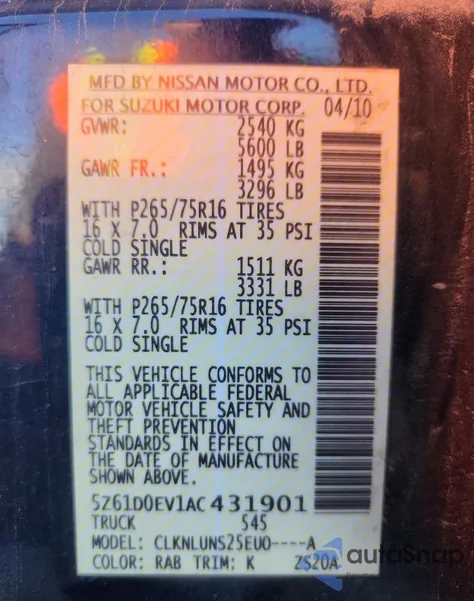 MFD BY NISSAN MOTOR CO., LTD.
FOR SUZUKI MOTOR CORP. 04/10
GVWR: 2540 KG
5600 LB
GAWR FR.: 1495 KG
3296 LB
WITH P265/75R16 TIRES
16 X 7.0 RIMS AT 35 PSI
COLD SINGLE
GAWR RR.: 1511 KG
3331 LB
WITH P265/75R16 TIRES
16 X 7.0 RIMS AT 35 PSI
COLD SINGLE
THIS VEHICLE CONFORMS TO
ALL APPLICABLE FEDERAL
MOTOR VEHICLE SAFETY AND
THEFT PREVENTION
STANDARDS IN EFFECT ON
THE DATE OF MANUFACTURE
SHOWN ABOVE.
5Z61D0EV1AC431901
TRUCK 545
MODEL: CLKNLUNS25EU0----A
COLOR: RAB TRIM: K ZS20A
autoSnap